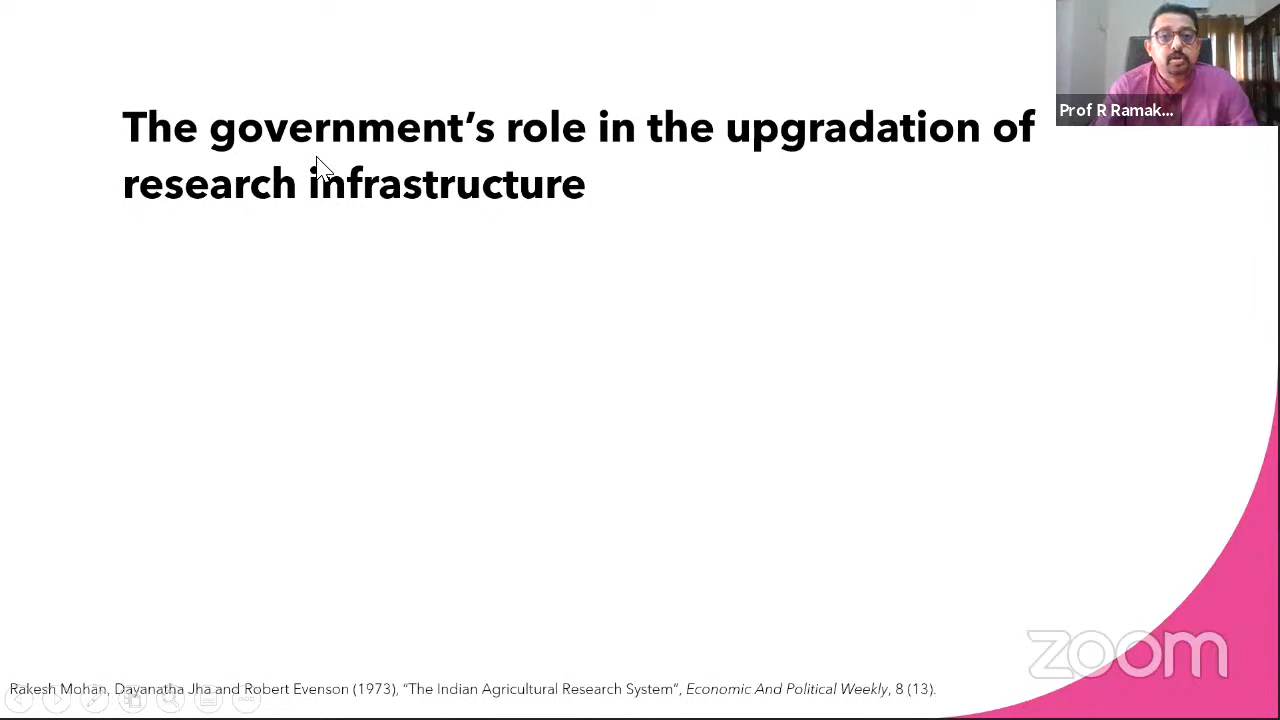 The government’s role in the upgradation of
research infrastructure
Prof R Ramak...
zoom
Rakesh Mohan, Dayanatha Jha and Robert Evenson (1973), “The Indian Agricultural Research System”, Economic And Political Weekly, 8 (13).